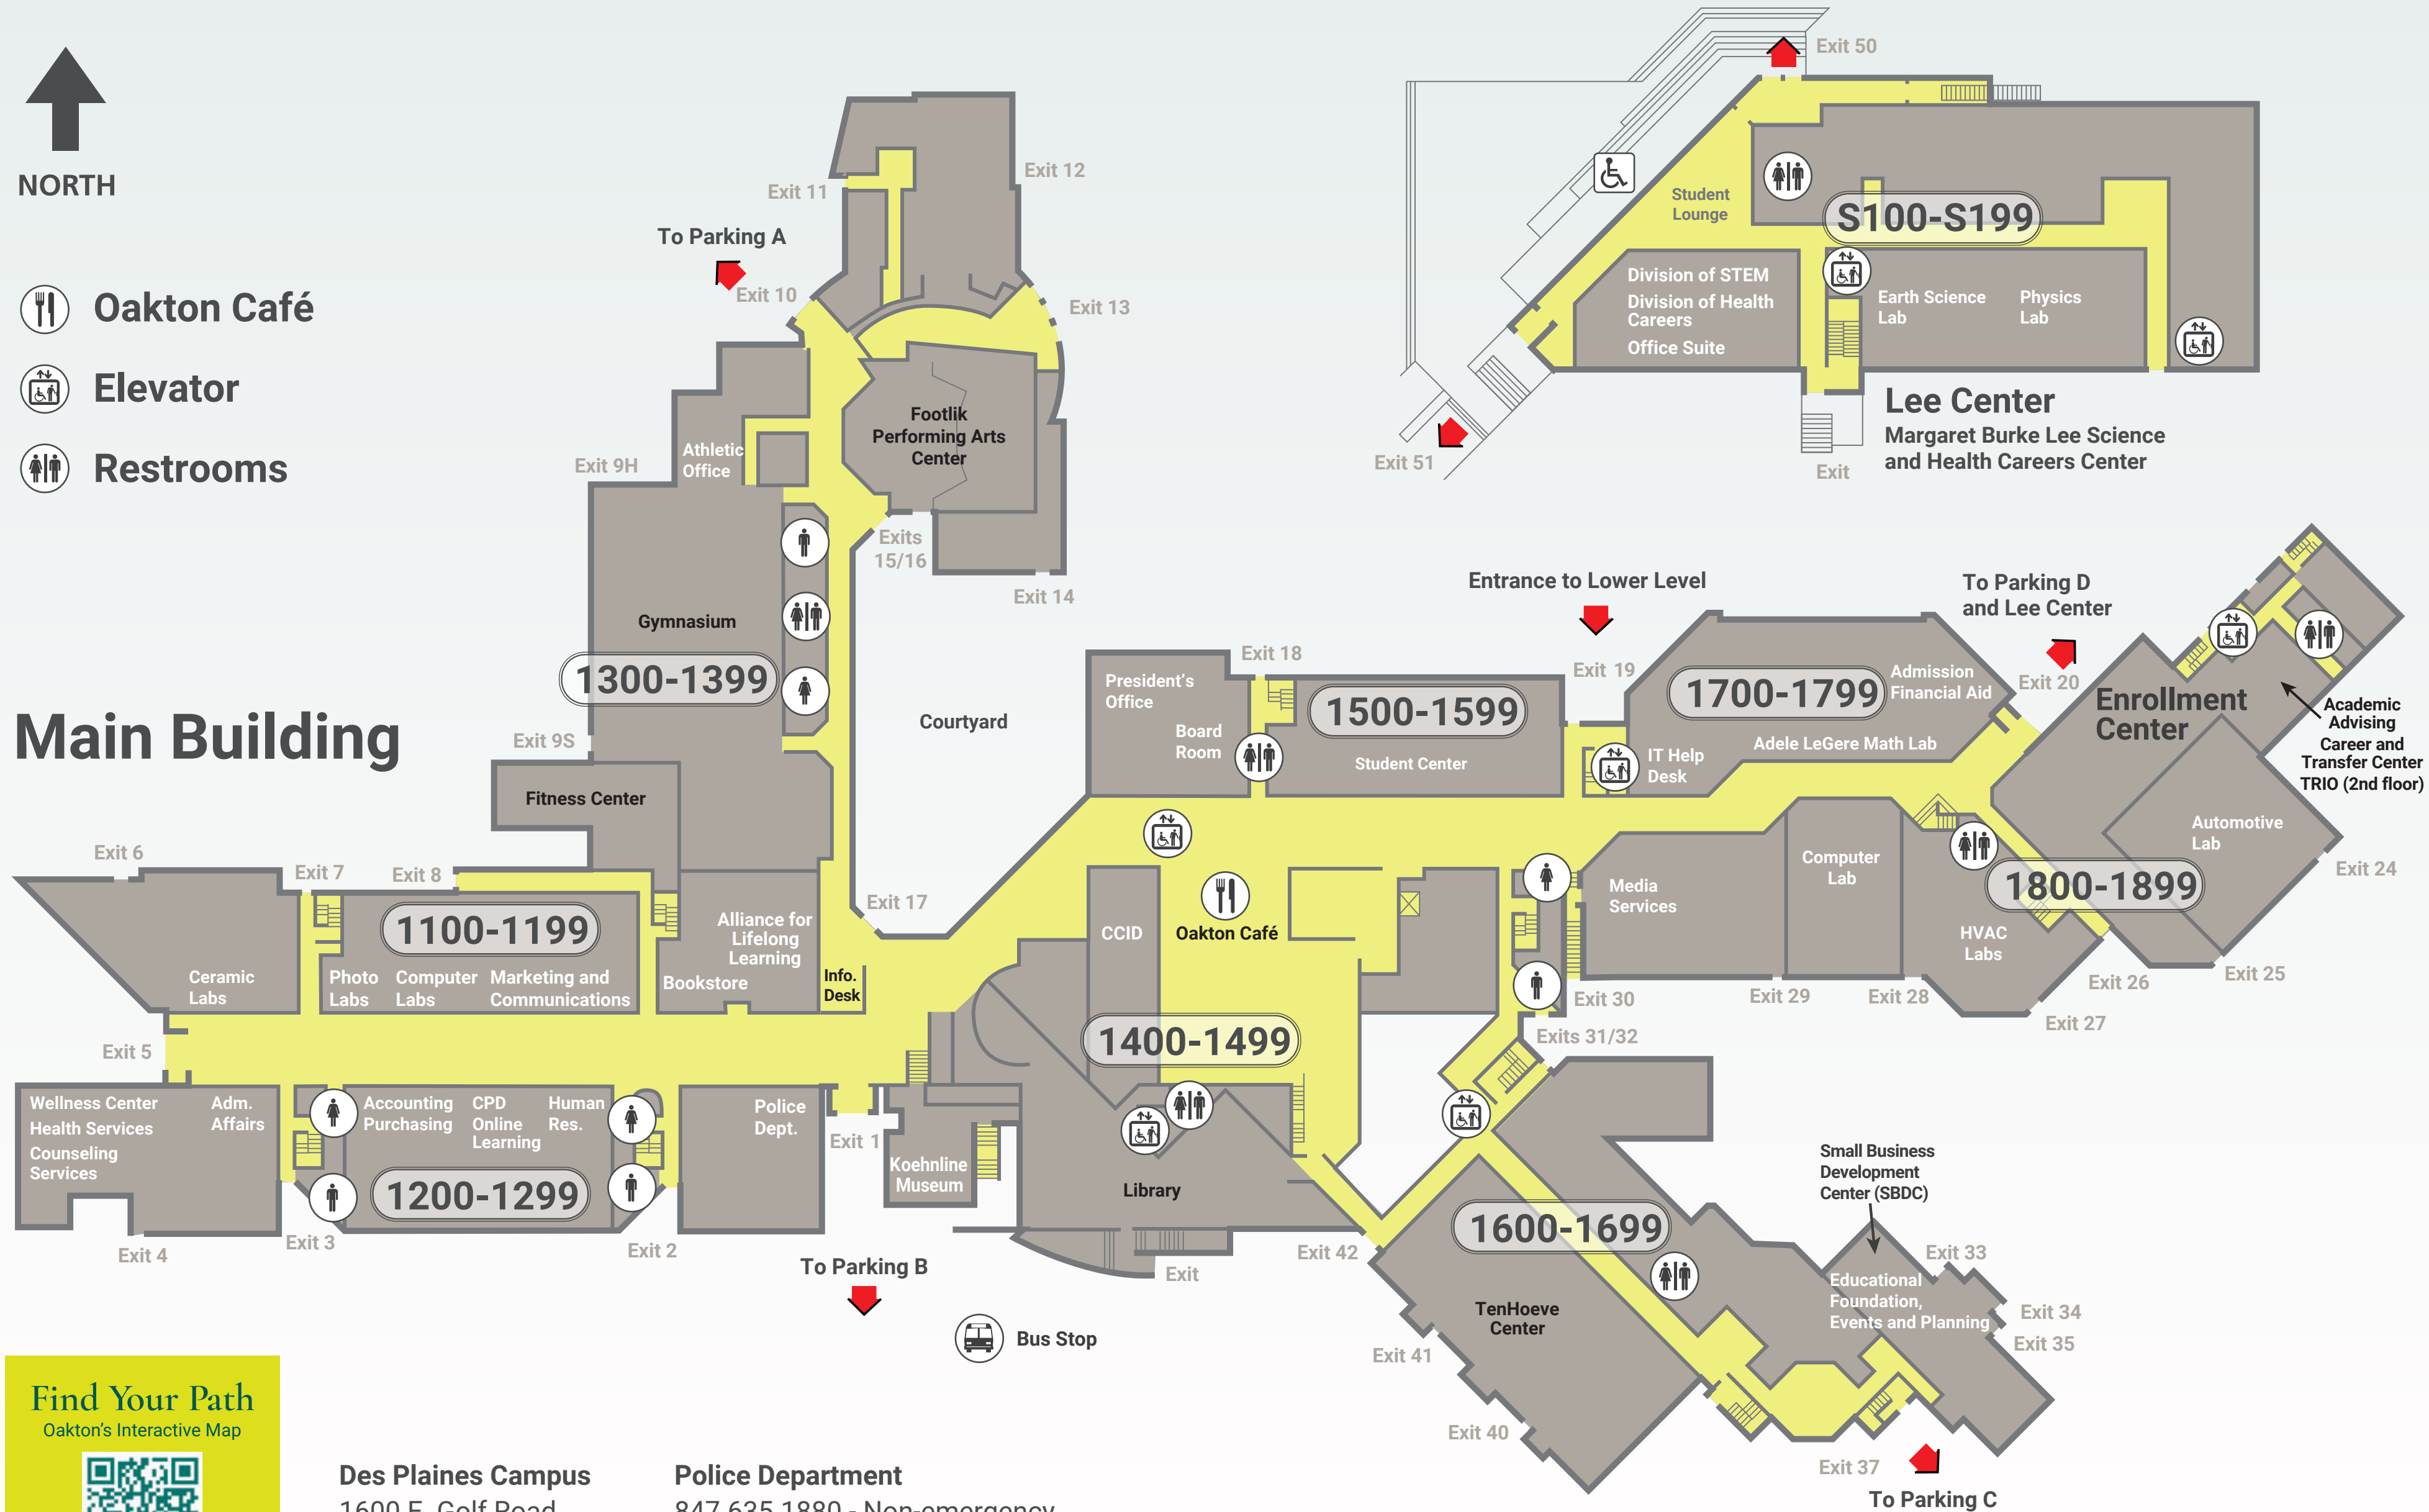 NORTH
Oakton Café
Elevator
Restrooms
Main Building
Exit 50
Student
Lounge
S100-S199
Division of STEM
Division of Health
Careers
Office Suite
Earth Science
Lab
Physics
Lab
Lee Center
Margaret Burke Lee Science
and Health Careers Center
Exit 51
Exit
Exit 12
Exit 11
To Parking A
Exit 10
Exit 13
Footlik
Performing Arts
Center
Athletic
Office
Exit 9H
Exits
15/16
Exit 14
Gymnasium
1300-1399
Courtyard
Exit 9S
Fitness Center
Exit 6
Exit 7
Exit 8
Exit 17
1100-1199
Ceramic
Labs
Photo
Labs
Computer
Labs
Marketing and
Communications
Alliance for
Lifelong
Learning
Bookstore
Info.
Desk
Exit 5
Wellness Center
Health Services
Counseling
Services
Adm.
Affairs
Accounting
Purchasing
CPD
Online
Learning
Human
Res.
1200-1299
Police
Dept.
Exit 1
Exit 4
Exit 3
Exit 2
To Parking B
Koehnline
Museum
Bus Stop
Exit
Library
1400-1499
CCID
Oakton Café
President's
Office
Board
Room
Exit 18
1500-1599
Student Center
Entrance to Lower Level
Exit 19
1700-1799
Admission
Financial Aid
Adele LeGere Math Lab
IT Help
Desk
To Parking D
and Lee Center
Exit 20
Enrollment
Center
Academic
Advising
Career and
Transfer Center
TRIO (2nd floor)
Automotive
Lab
Exit 24
1800-1899
Media
Services
Computer
Lab
HVAC
Labs
Exit 25
Exit 26
Exit 27
Exit 28
Exit 29
Exit 30
Exits 31/32
Exit 42
1600-1699
TenHoeve
Center
Small Business
Development
Center (SBDC)
Educational
Foundation,
Events and Planning
Exit 33
Exit 34
Exit 35
Exit 41
Exit 40
Exit 37
To Parking C
Find Your Path
Oakton's Interactive Map
Des Plaines Campus
1600 E. Golf Road
Police Department
847.635.1880 - Non-emergency